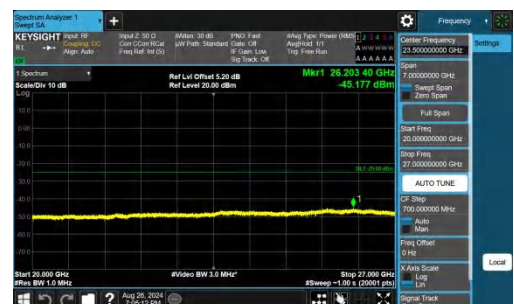 Spectrum Analyzer 1
Swept SA
Frequency
KEYSIGHT
Input: RF
Coupling: DC
Align: Auto
Input Z: 50 Ω
Corr CCorr RCal
Freq Ref: Int (S)
#Atten: 30 dB
µW Path: Standard
PNO: Fast
Gate: Off
IF Gain: Low
Sig Track: Off
#Avg Type: Power (RMS)
Avg|Hold: 1/1
Trig: Free Run
A W W W W W
A A A A A A
1 Spectrum
Scale/Div 10 dB
Log
Ref Lvl Offset 5.20 dB
Ref Level 20.00 dBm
Mkr1 26.203 40 GHz
-45.177 dBm
10.0
0.00
-10.0
-20.0
-30.0
-40.0
-50.0
-60.0
-70.0
1
Start 20.000 GHz
#Res BW 1.0 MHz
#Video BW 3.0 MHz*
Stop 27.000 GHz
#Sweep ~1.00 s (20001 pts)
Aug 26, 2024
Center Frequency
23.500000000 GHz
Settings
Span
7.00000000 GHz
Swept Span
Zero Span
Full Span
Start Freq
20.000000000 GHz
Stop Freq
27.000000000 GHz
AUTO TUNE
CF Step
700.000000 MHz
Auto
Man
Freq Offset
0 Hz
X Axis Scale
Log
Lin
Local
Signal Track